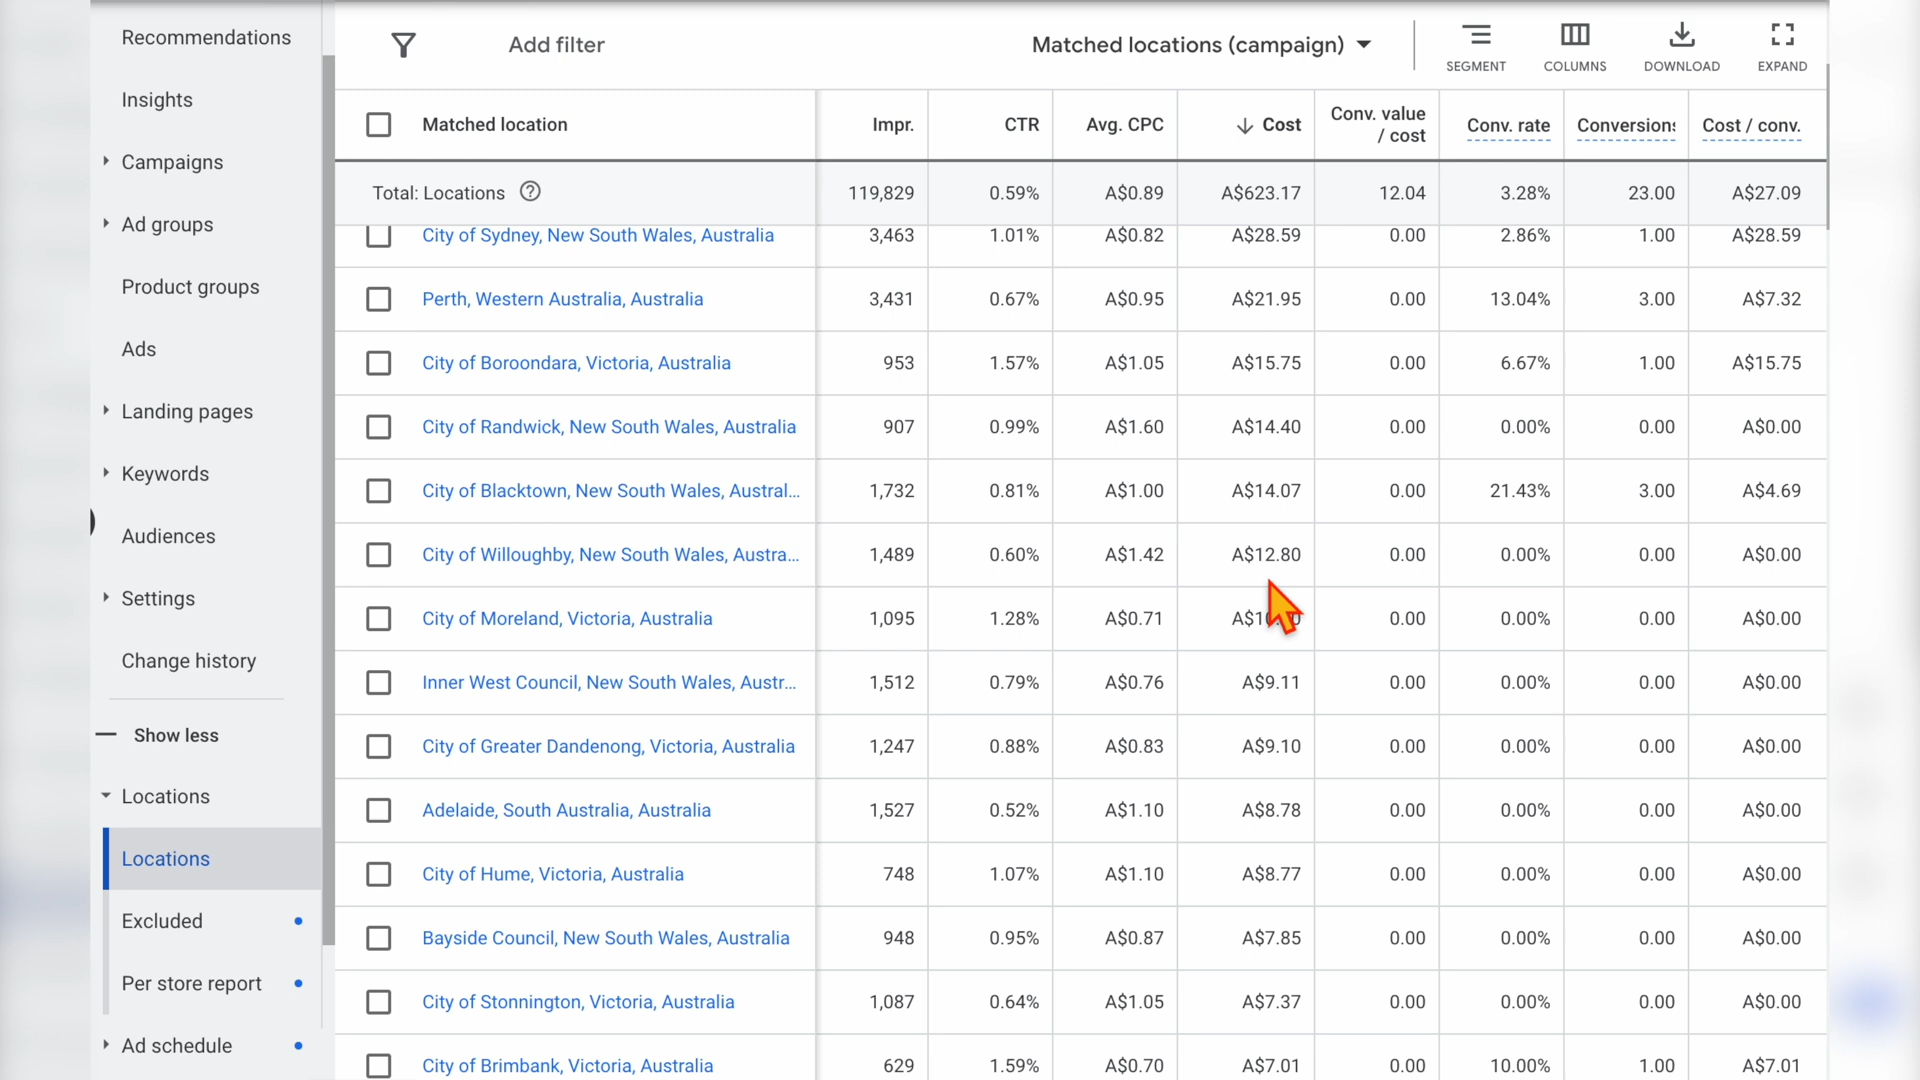 Recommendations
Insights
Campaigns
Ad groups
Product groups
Ads
Landing pages
Keywords
Audiences
Settings
Change history
Show less
Locations
Locations
Excluded
Per store report
Ad schedule
Add filter
Matched locations (campaign)
SEGMENT
COLUMNS
DOWNLOAD
EXPAND
Matched location Impr. CTR Avg. CPC Cost Conv. value / cost Conv. rate Conversions Cost / conv.
Total: Locations 119,829 0.59% A$0.89 A$623.17 12.04 3.28% 23.00 A$27.09
City of Sydney, New South Wales, Australia 3,463 1.01% A$0.82 A$28.59 0.00 2.86% 1.00 A$28.59
Perth, Western Australia, Australia 3,431 0.67% A$0.95 A$21.95 0.00 13.04% 3.00 A$7.32
City of Boroondara, Victoria, Australia 953 1.57% A$1.05 A$15.75 0.00 6.67% 1.00 A$15.75
City of Randwick, New South Wales, Australia 907 0.99% A$1.60 A$14.40 0.00 0.00% 0.00 A$0.00
City of Blacktown, New South Wales, Austral... 1,732 0.81% A$1.00 A$14.07 0.00 21.43% 3.00 A$4.69
City of Willoughby, New South Wales, Austra... 1,489 0.60% A$1.42 A$12.80 0.00 0.00% 0.00 A$0.00
City of Moreland, Victoria, Australia 1,095 1.28% A$0.71 0.00 0.00% 0.00 A$0.00
Inner West Council, New South Wales, Austr... 1,512 0.79% A$0.76 A$9.11 0.00 0.00% 0.00 A$0.00
City of Greater Dandenong, Victoria, Australia 1,247 0.88% A$0.83 A$9.10 0.00 0.00% 0.00 A$0.00
Adelaide, South Australia, Australia 1,527 0.52% A$1.10 A$8.78 0.00 0.00% 0.00 A$0.00
City of Hume, Victoria, Australia 748 1.07% A$1.10 A$8.77 0.00 0.00% 0.00 A$0.00
Bayside Council, New South Wales, Australia 948 0.95% A$0.87 A$7.85 0.00 0.00% 0.00 A$0.00
City of Stonnington, Victoria, Australia 1,087 0.64% A$1.05 A$7.37 0.00 0.00% 0.00 A$0.00
City of Brimbank, Victoria, Australia 629 1.59% A$0.70 A$7.01 0.00 10.00% 1.00 A$7.01